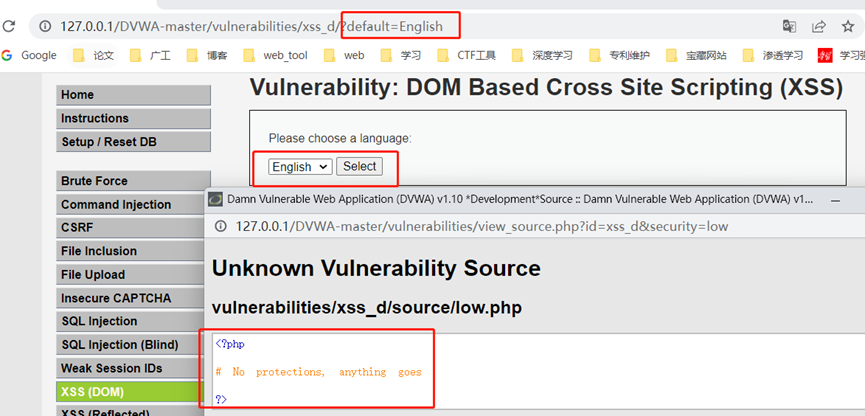 127.0.0.1/DVWA-master/vulnerabilities/xss_d/?default=English
Google 论文 广工 博客 web_tool web 学习 CTF工具 深度学习 专利维护 宝藏网站 渗透学习 学习强
Home
Instructions
Setup / Reset DB
Brute Force
Command Injection
CSRF
File Inclusion
File Upload
Insecure CAPTCHA
SQL Injection
SQL Injection (Blind)
Weak Session IDs
XSS (DOM)
XSS (Reflected)
Vulnerability: DOM Based Cross Site Scripting (XSS)
Please choose a language:
English Select
Damn Vulnerable Web Application (DVWA) v1.10 *Development*Source :: Damn Vulnerable Web Application (DVWA) v1...
127.0.0.1/DVWA-master/vulnerabilities/view_source.php?id=xss_d&security=low
Unknown Vulnerability Source
vulnerabilities/xss_d/source/low.php
<?php
# No protections, anything goes
?>